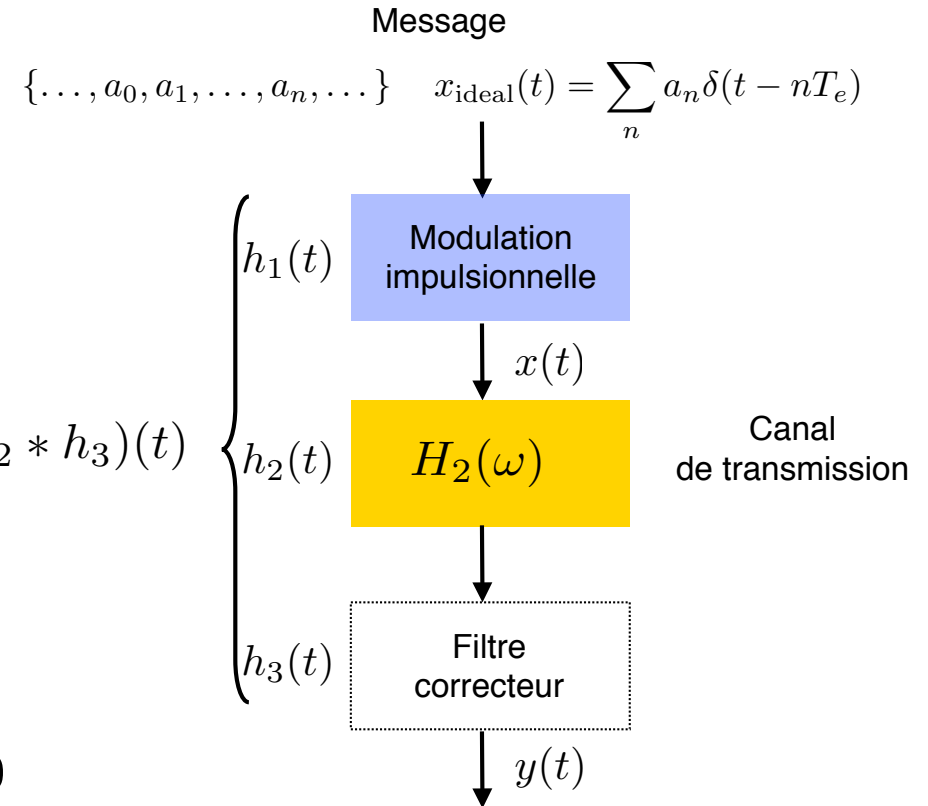 Message
{..., a_0, a_1, ..., a_n, ...} x_ideal(t) = ∑_n a_n δ(t − nT_e)
h_1(t)
Modulation
impulsionnelle
x(t)
_2 ∗ h_3)(t)
h_2(t)
H_2(ω)
Canal
de transmission
h_3(t)
Filtre
correcteur
)
y(t)